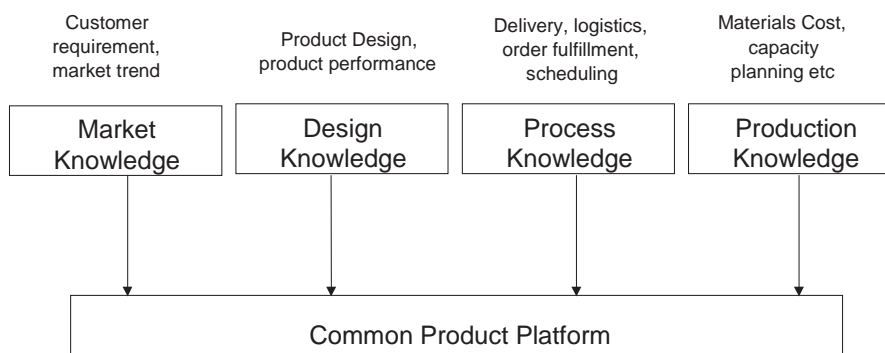 Customer
requirement,
market trend
Product Design,
product performance
Delivery, logistics,
order fulfillment,
scheduling
Materials Cost,
capacity
planning etc
Market
Knowledge
Design
Knowledge
Process
Knowledge
Production
Knowledge
Common Product Platform